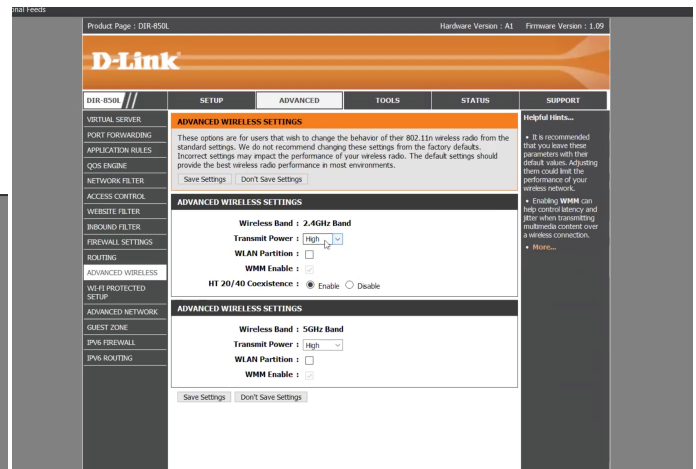 onal Feeds
Product Page : DIR-850L
Hardware Version : A1
Firmware Version : 1.09
D-Link
DIR-850L
SETUP
ADVANCED
TOOLS
STATUS
SUPPORT
VIRTUAL SERVER
PORT FORWARDING
APPLICATION RULES
QOS ENGINE
NETWORK FILTER
ACCESS CONTROL
WEBSITE FILTER
INBOUND FILTER
FIREWALL SETTINGS
ROUTING
ADVANCED WIRELESS
WI-FI PROTECTED
SETUP
ADVANCED NETWORK
GUEST ZONE
IPV6 FIREWALL
IPV6 ROUTING
ADVANCED WIRELESS SETTINGS
These options are for users that wish to change the behavior of their 802.11n wireless radio from the
standard settings. We do not recommend changing these settings from the factory defaults.
Incorrect settings may impact the performance of your wireless radio. The default settings should
provide the best wireless radio performance in most environments.
Save Settings
Don't Save Settings
ADVANCED WIRELESS SETTINGS
Wireless Band : 2.4GHz Band
Transmit Power : High
WLAN Partition :
WMM Enable :
HT 20/40 Coexistence : Enable Disable
ADVANCED WIRELESS SETTINGS
Wireless Band : 5GHz Band
Transmit Power : High
WLAN Partition :
WMM Enable :
Save Settings
Don't Save Settings
Helpful Hints...
• It is recommended
that you leave these
parameters with their
default values. Adjusting
them could limit the
performance of your
wireless network.
• Enabling WMM can
help control latency and
jitter when transmitting
multimedia content over
a wireless connection.
• More...